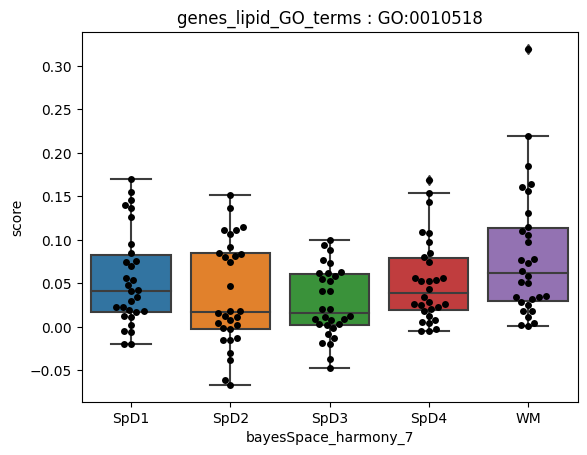 genes_lipid_GO_terms : GO:0010518
score
0.30
0.25
0.20
0.15
0.10
0.05
0.00
−0.05
SpD1 SpD2 SpD3 SpD4 WM
bayesSpace_harmony_7